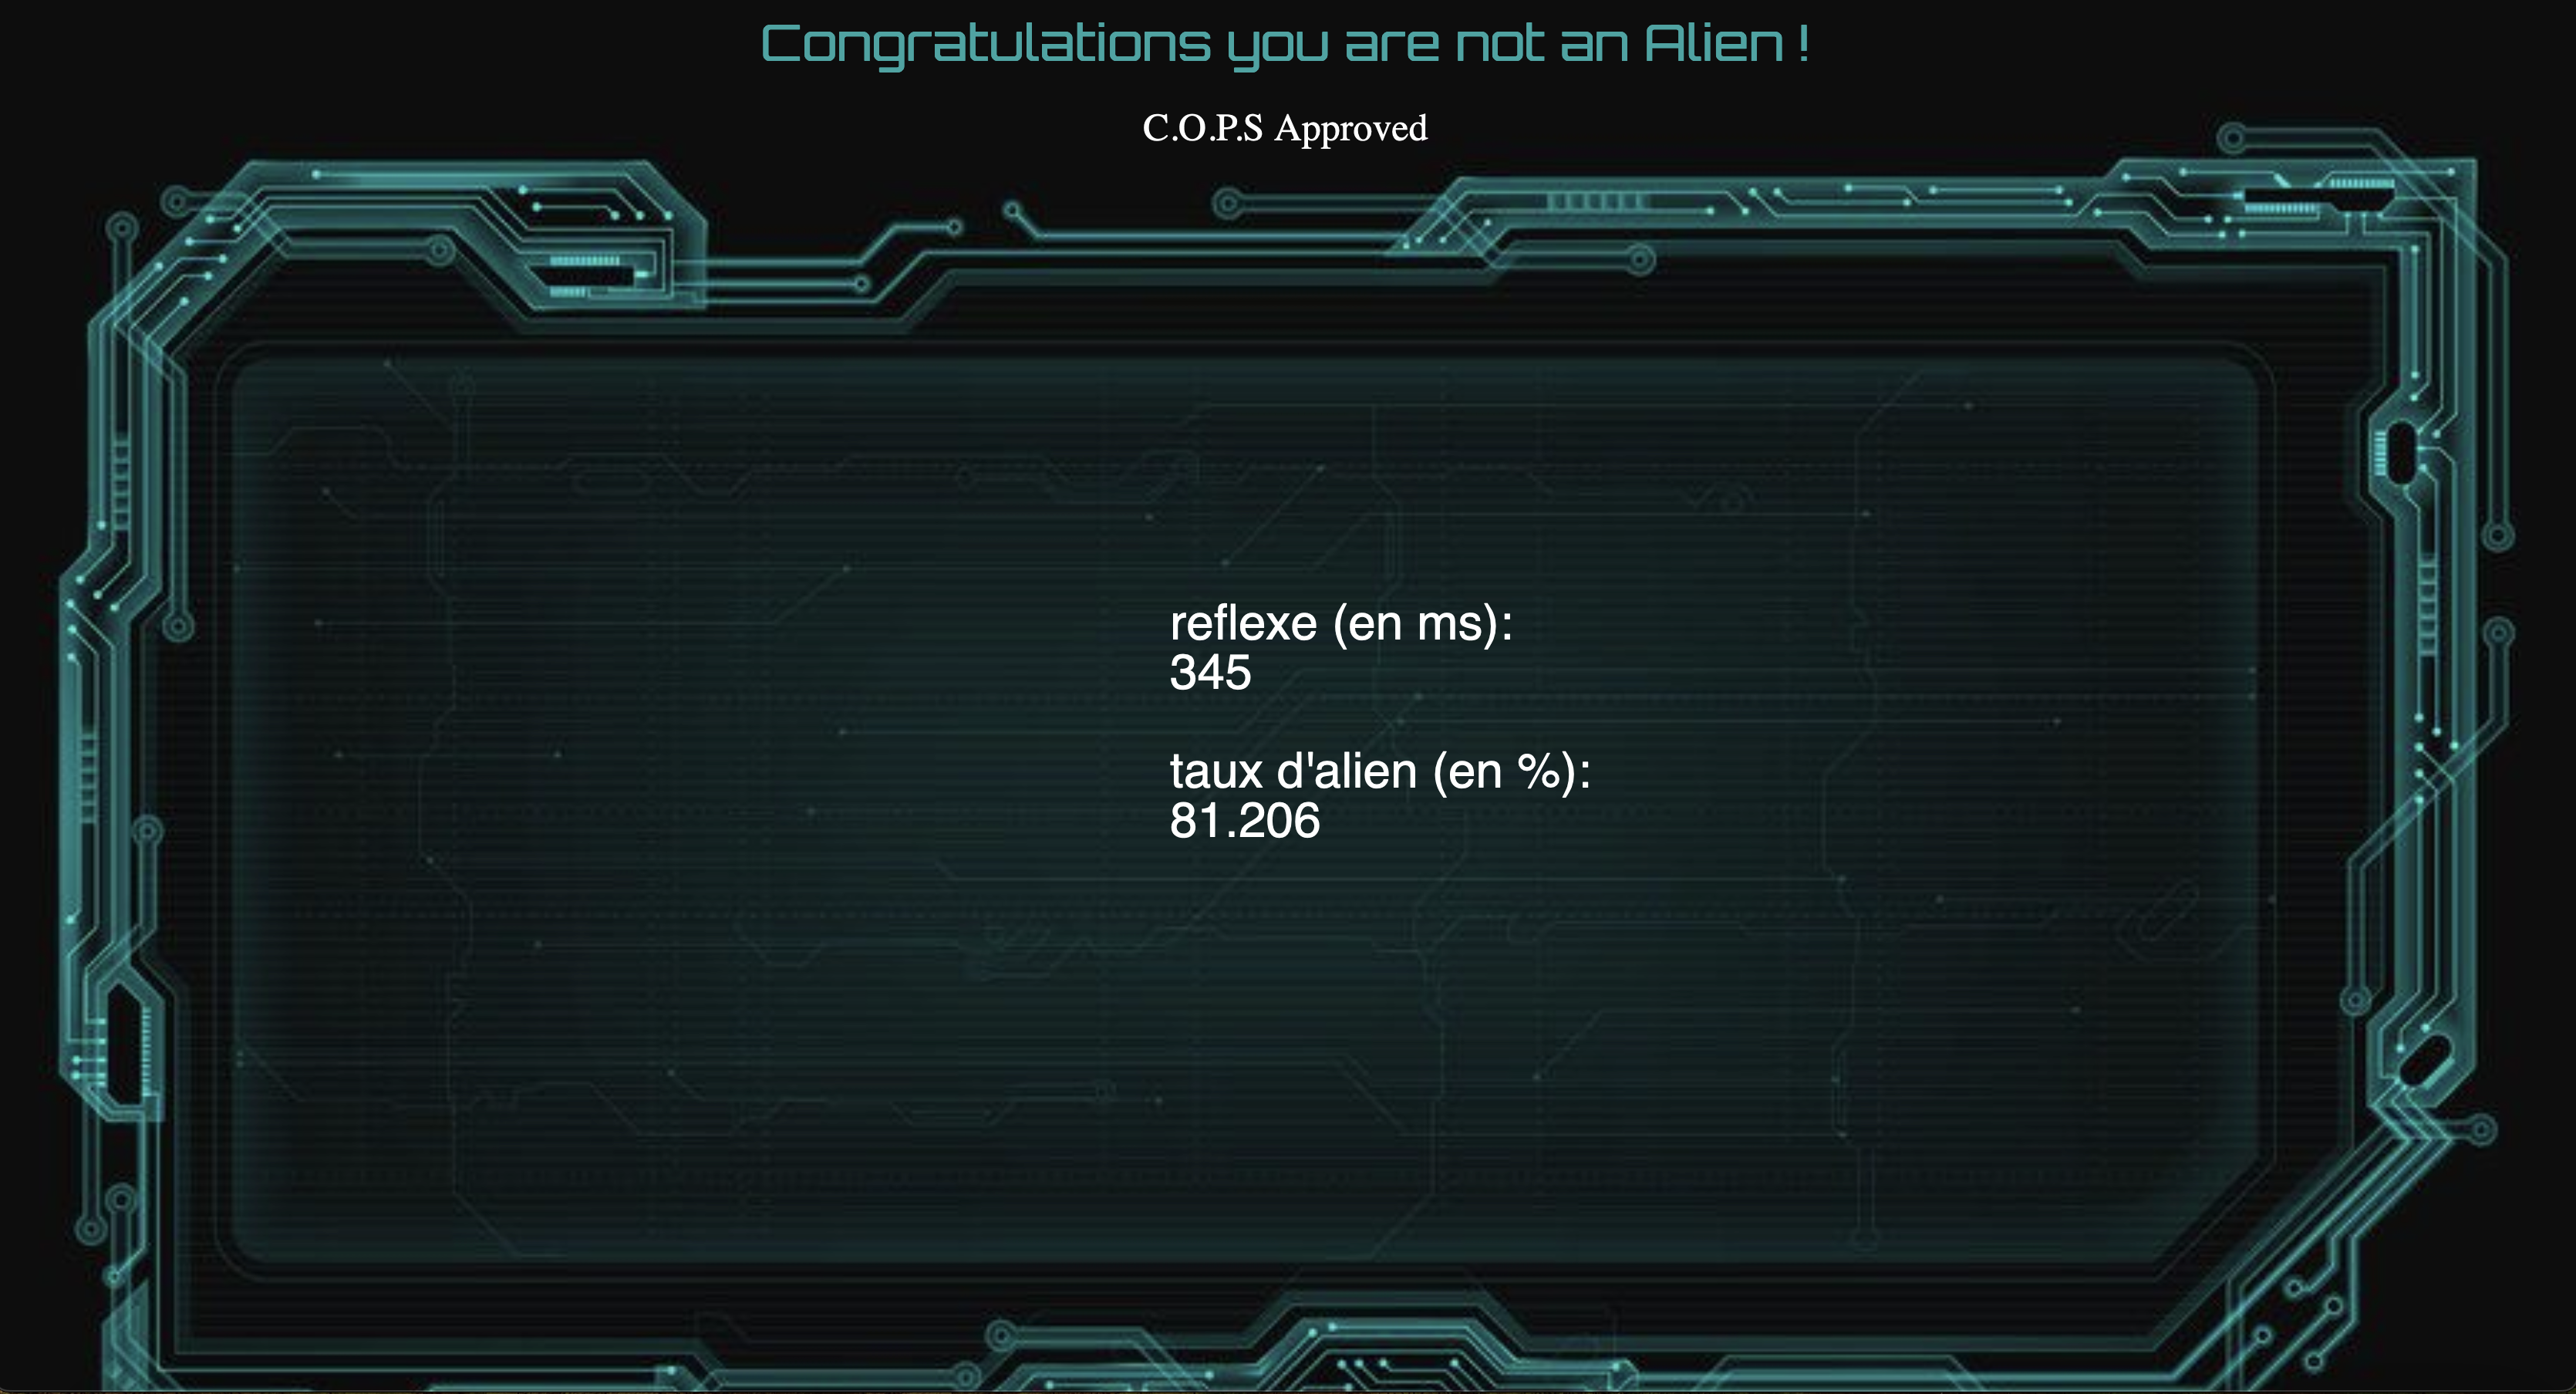 Congratulations you are not an Alien !
C.O.P.S Approved
reflexe (en ms):
345
taux d'alien (en %):
81.206